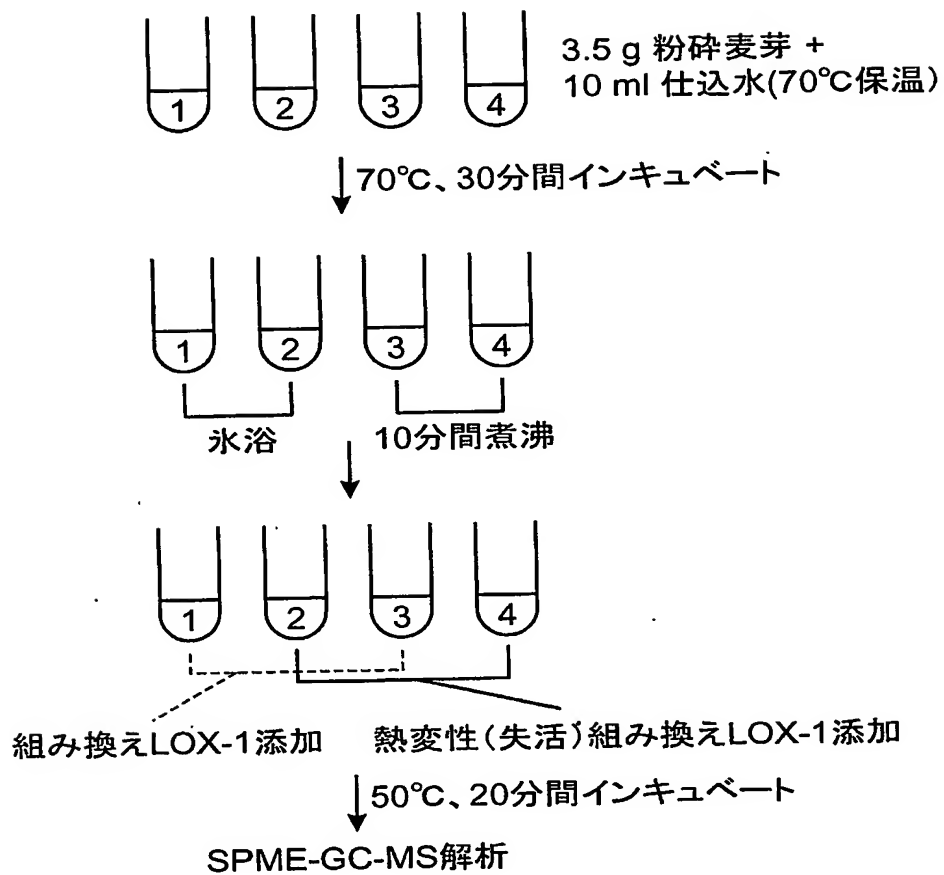 1 2 3 4
3.5 g 粉砕麦芽 +
10 ml 仕込水(70℃保温)
70℃、30分間インキュベート
1 2 3 4
氷浴 10分間煮沸
1 2 3 4
組み換えLOX-1添加 熱変性(失活)組み換えLOX-1添加
50℃、20分間インキュベート
SPME-GC-MS解析